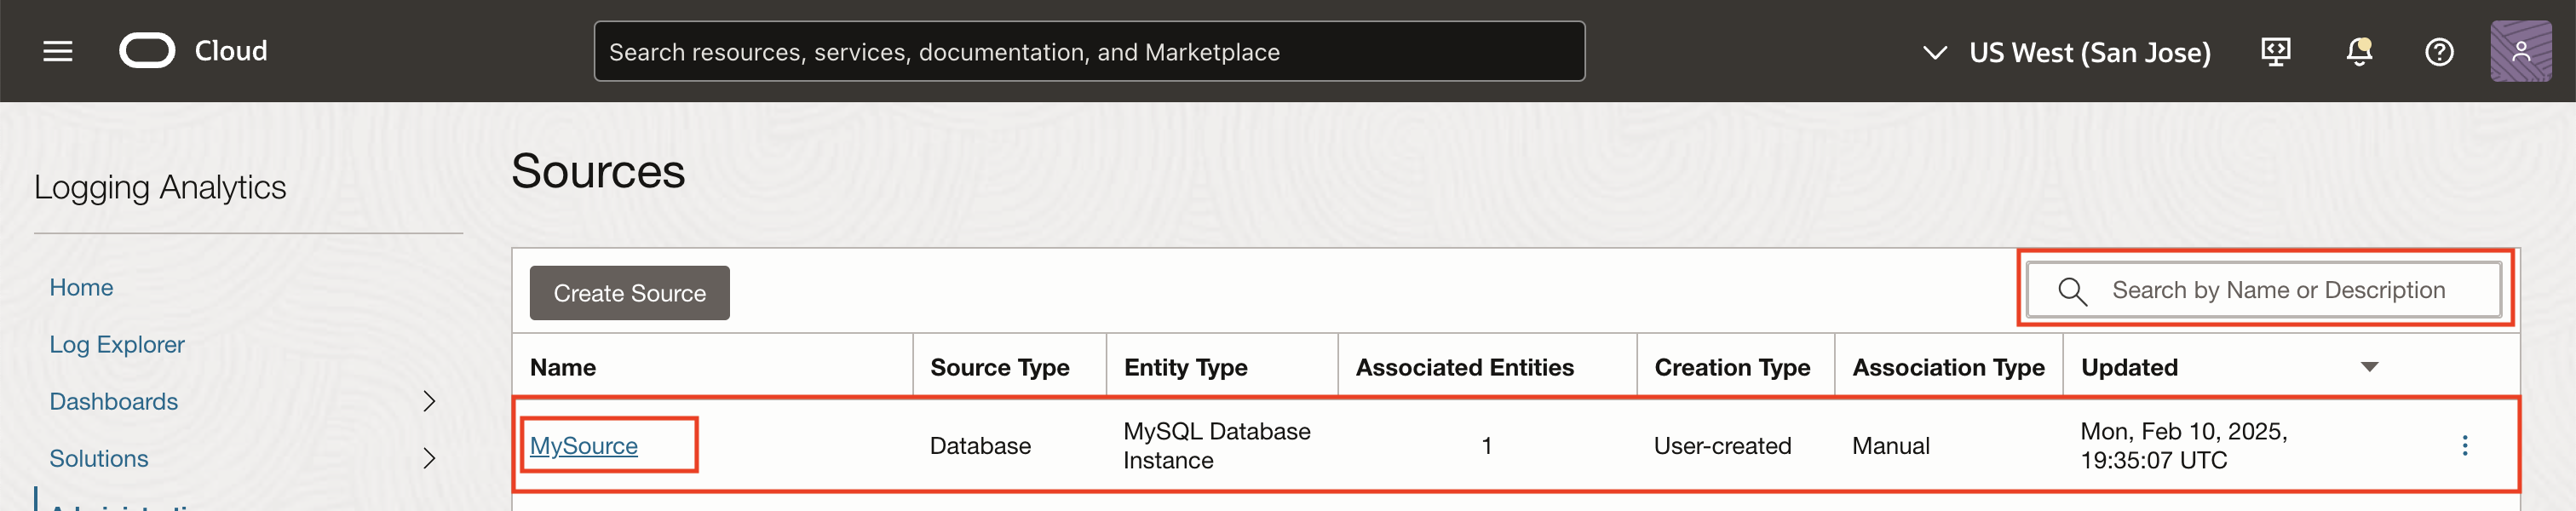 Cloud
Search resources, services, documentation, and Marketplace
US West (San Jose)
Logging Analytics
Home
Log Explorer
Dashboards
Solutions
Sources
Create Source
Search by Name or Description
Name Source Type Entity Type Associated Entities Creation Type Association Type Updated
MySource Database MySQL Database Instance 1 User-created Manual Mon, Feb 10, 2025, 19:35:07 UTC